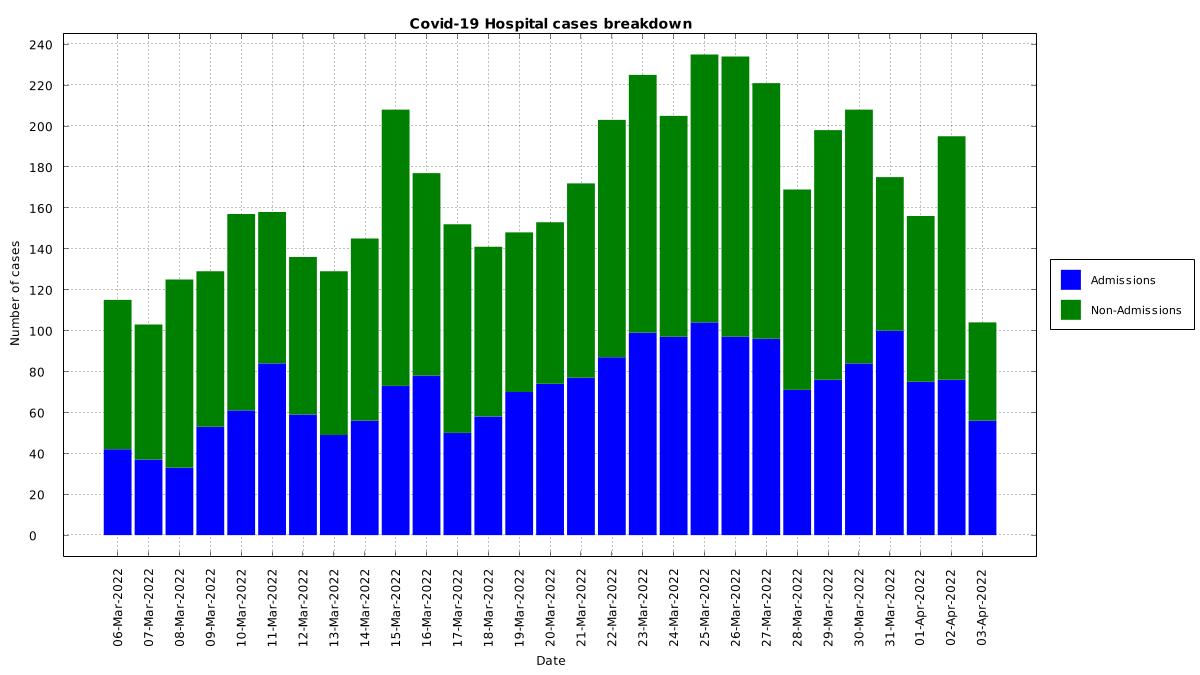 Covid-19 Hospital cases breakdown
240
220
200
180
160
140
120
100
80
60
40
20
0
Number of cases
06-Mar-2022
07-Mar-2022
08-Mar-2022
09-Mar-2022
10-Mar-2022
11-Mar-2022
12-Mar-2022
13-Mar-2022
14-Mar-2022
15-Mar-2022
16-Mar-2022
17-Mar-2022
18-Mar-2022
19-Mar-2022
20-Mar-2022
21-Mar-2022
22-Mar-2022
23-Mar-2022
24-Mar-2022
25-Mar-2022
26-Mar-2022
27-Mar-2022
28-Mar-2022
29-Mar-2022
30-Mar-2022
31-Mar-2022
01-Apr-2022
02-Apr-2022
03-Apr-2022
Date
Admissions
Non-Admissions